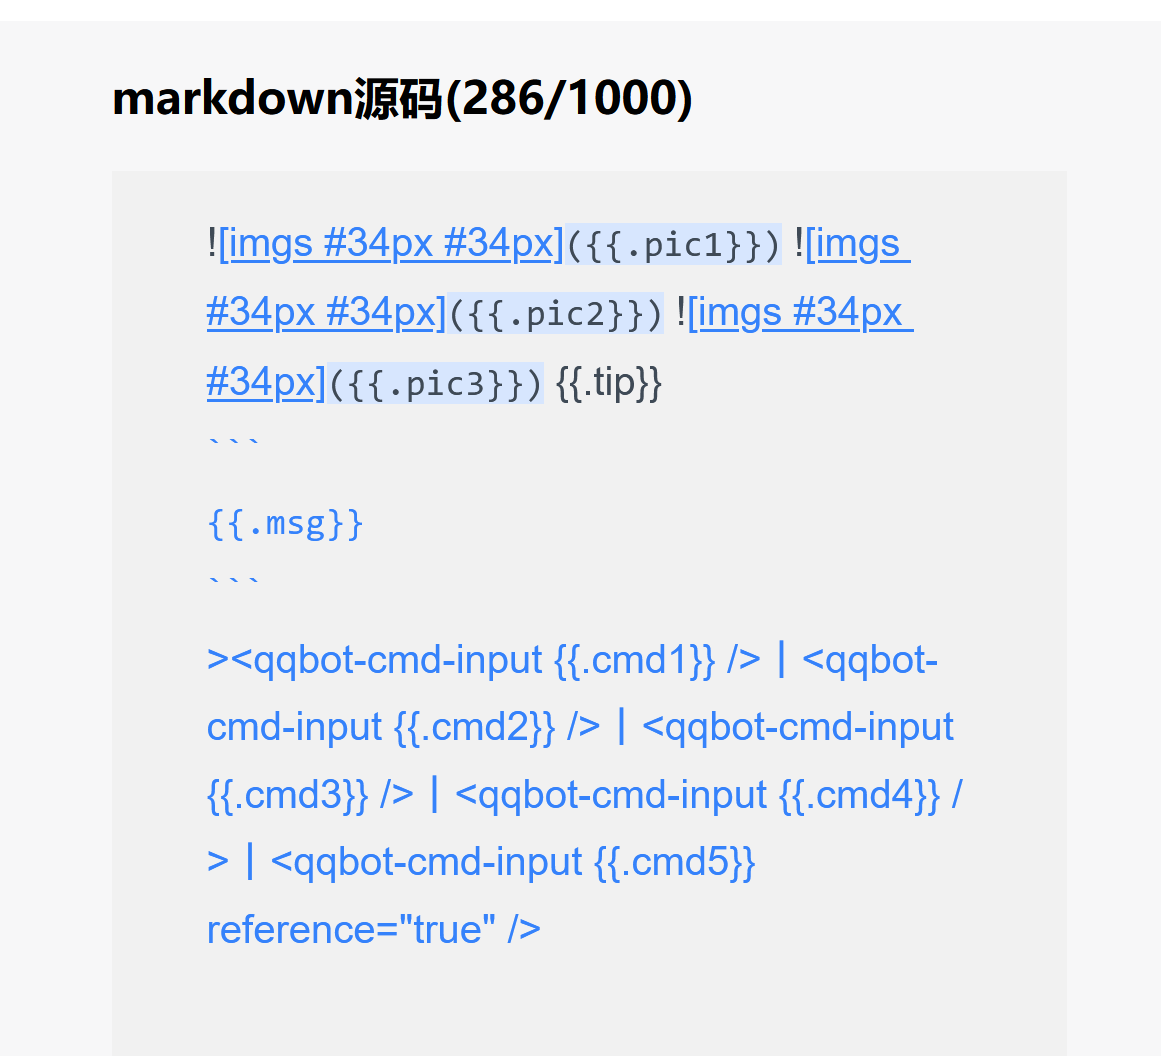 markdown源码(286/1000)
![imgs #34px #34px]({{.pic1}}) ![imgs
#34px #34px]({{.pic2}}) ![imgs #34px
#34px]({{.pic3}}) {{.tip}}
```
{{.msg}}
```
><qqbot-cmd-input {{.cmd1}} />｜<qqbot-
cmd-input {{.cmd2}} />｜<qqbot-cmd-input
{{.cmd3}} />｜<qqbot-cmd-input {{.cmd4}} /
>｜<qqbot-cmd-input {{.cmd5}}
reference="true" />